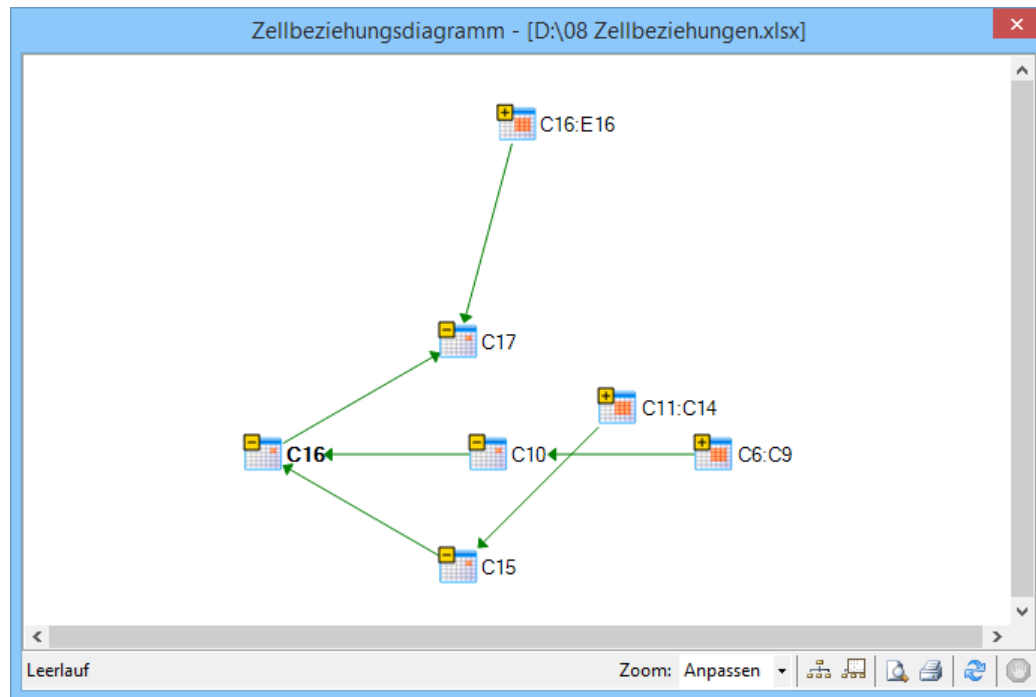 Zellbeziehungsdiagramm - [D:\08 Zellbeziehungen.xlsx]
C16:E16
C17
C11:C14
C16
C10
C6:C9
C15
Leerlauf
Zoom: Anpassen